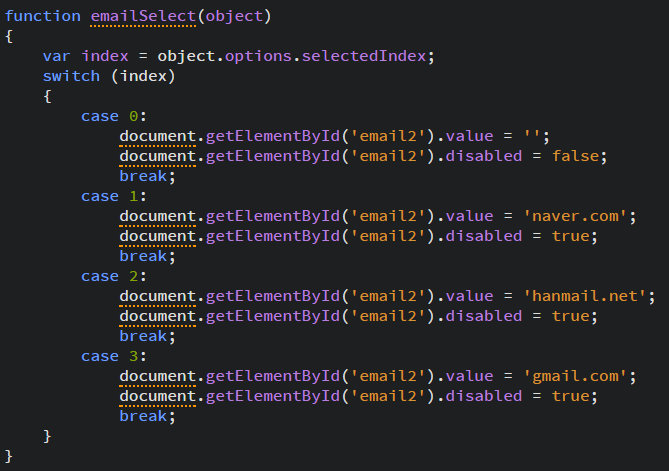 function emailSelect(object)
{
    var index = object.options.selectedIndex;
    switch (index)
    {
        case 0:
            document.getElementById('email2').value = '';
            document.getElementById('email2').disabled = false;
            break;
        case 1:
            document.getElementById('email2').value = 'naver.com';
            document.getElementById('email2').disabled = true;
            break;
        case 2:
            document.getElementById('email2').value = 'hanmail.net';
            document.getElementById('email2').disabled = true;
            break;
        case 3:
            document.getElementById('email2').value = 'gmail.com';
            document.getElementById('email2').disabled = true;
            break;
    }
}